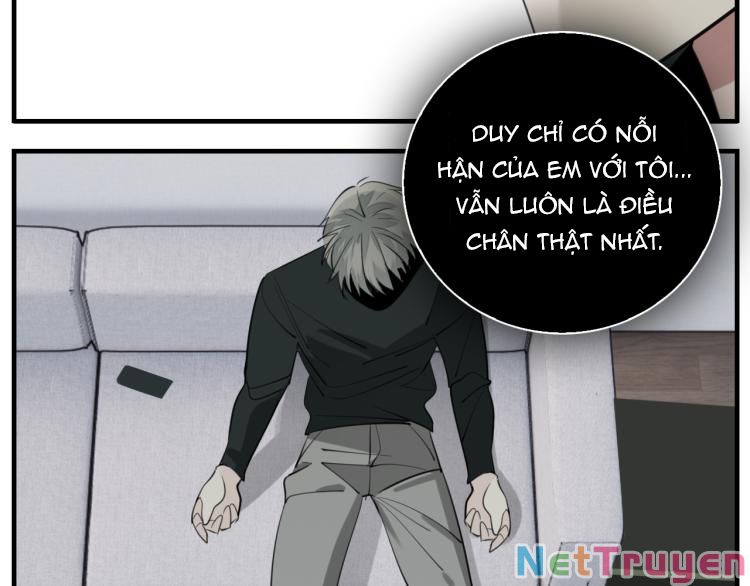 DUY CHỈ CÓ NỖI
HẬN CỦA EM VỚI TÔI...
VẪN LUÔN LÀ ĐIỀU
CHÂN THẬT NHẤT.
NETTRUYEN